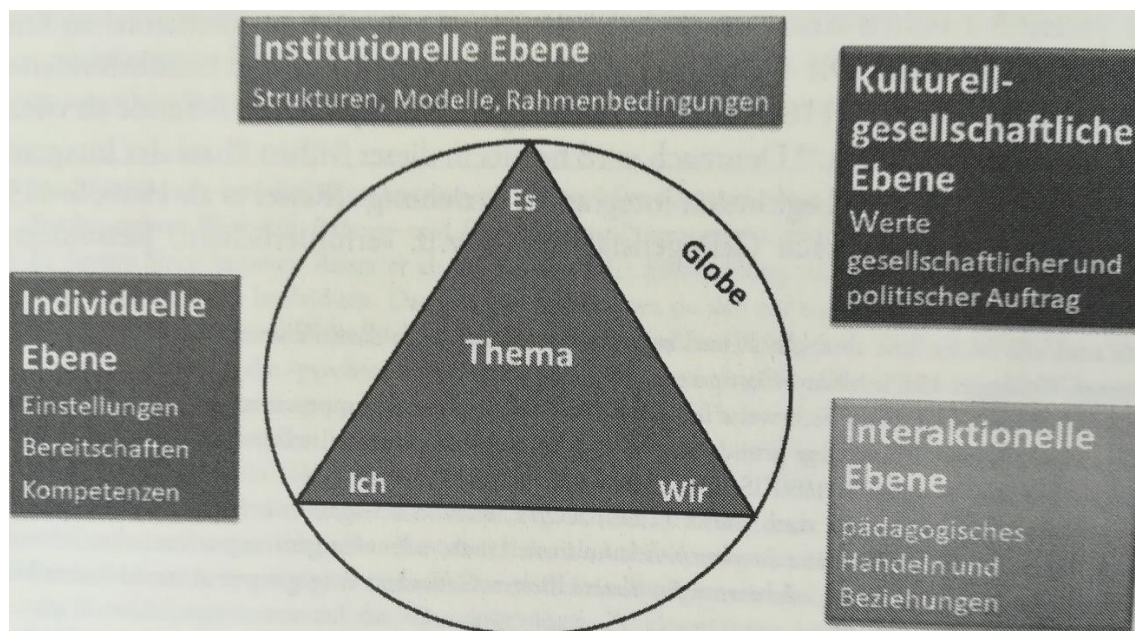 Institutionelle Ebene
Strukturen, Modelle, Rahmenbedingungen
Kulturell-
gesellschaftliche
Ebene
Werte
gesellschaftlicher und
politischer Auftrag
Es
Globe
Individuelle
Ebene
Einstellungen
Bereitschaften
Kompetenzen
Thema
Ich
Wir
Interaktionelle
Ebene
pädagogisches
Handeln und
Beziehungen